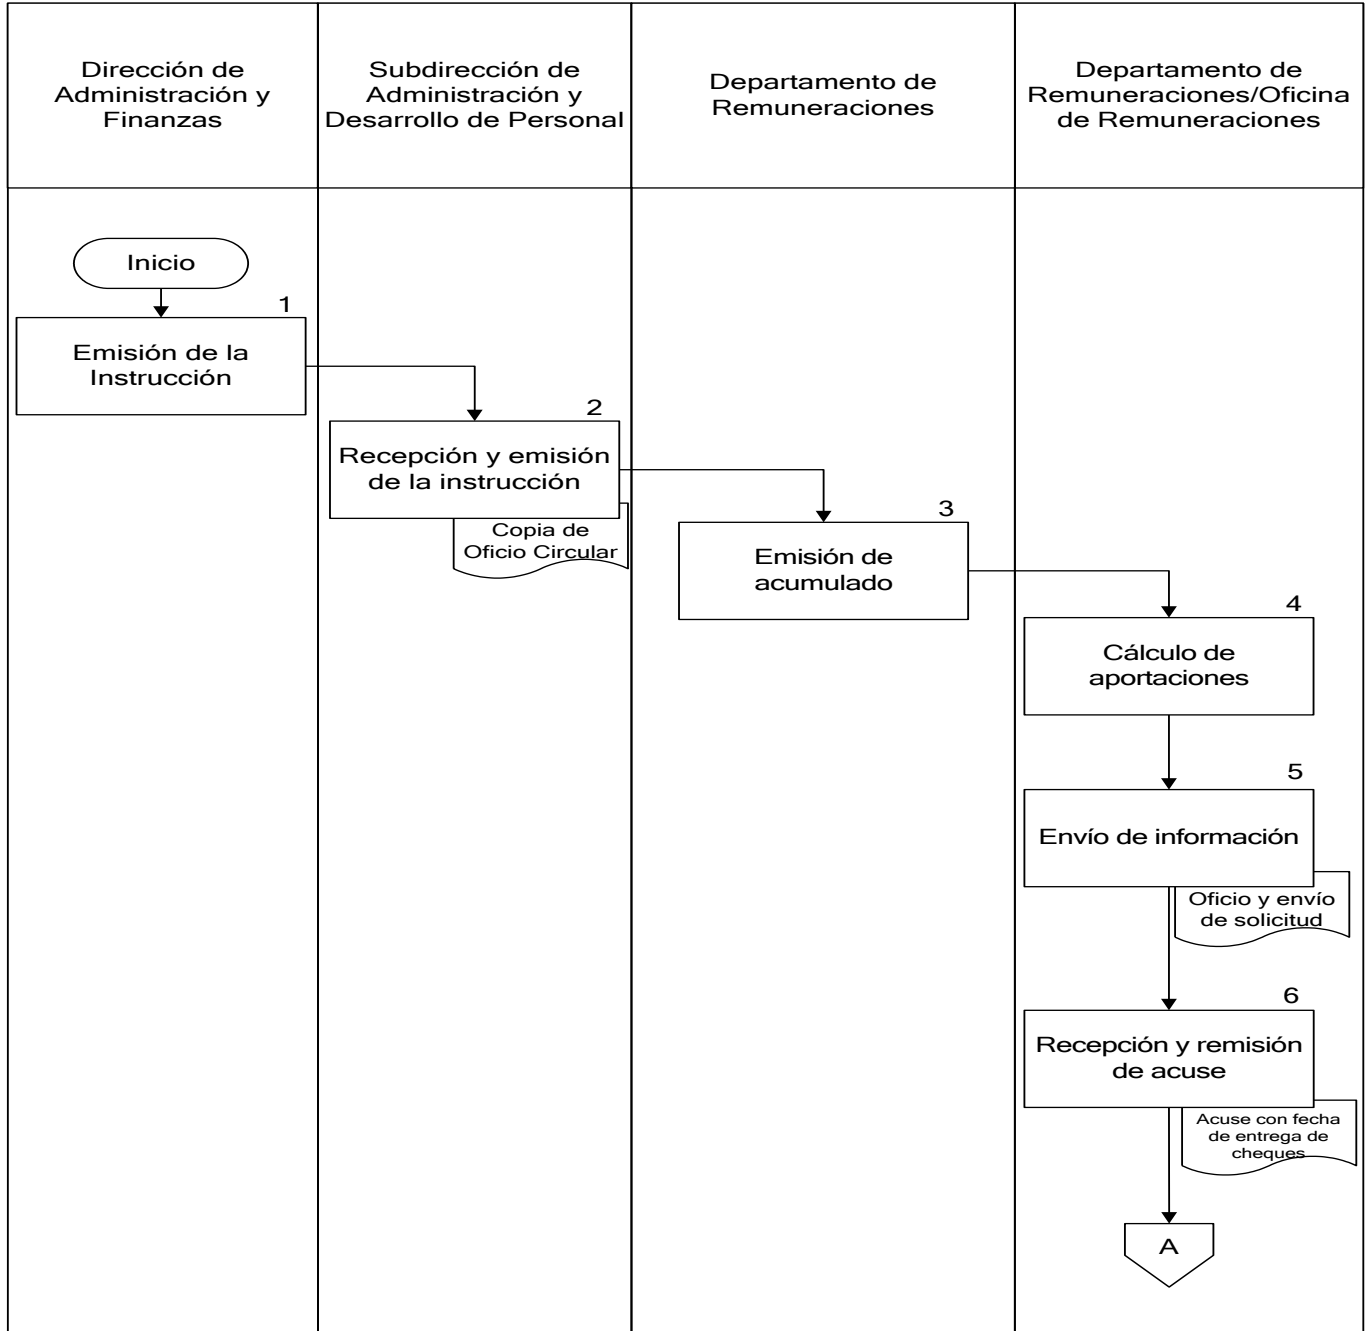 Dirección de
Administración y
Finanzas
Subdirección de
Administración y
Desarrollo de Personal
Departamento de
Remuneraciones
Departamento de
Remuneraciones/Oficina
de Remuneraciones
Inicio
1
Emisión de la
Instrucción
2
Recepción y emisión
de la instrucción
Copia de
Oficio Circular
3
Emisión de
acumulado
4
Cálculo de
aportaciones
5
Envío de información
Oficio y envío
de solicitud
6
Recepción y remisión
de acuse
Acuse con fecha
de entrega de
cheques
A